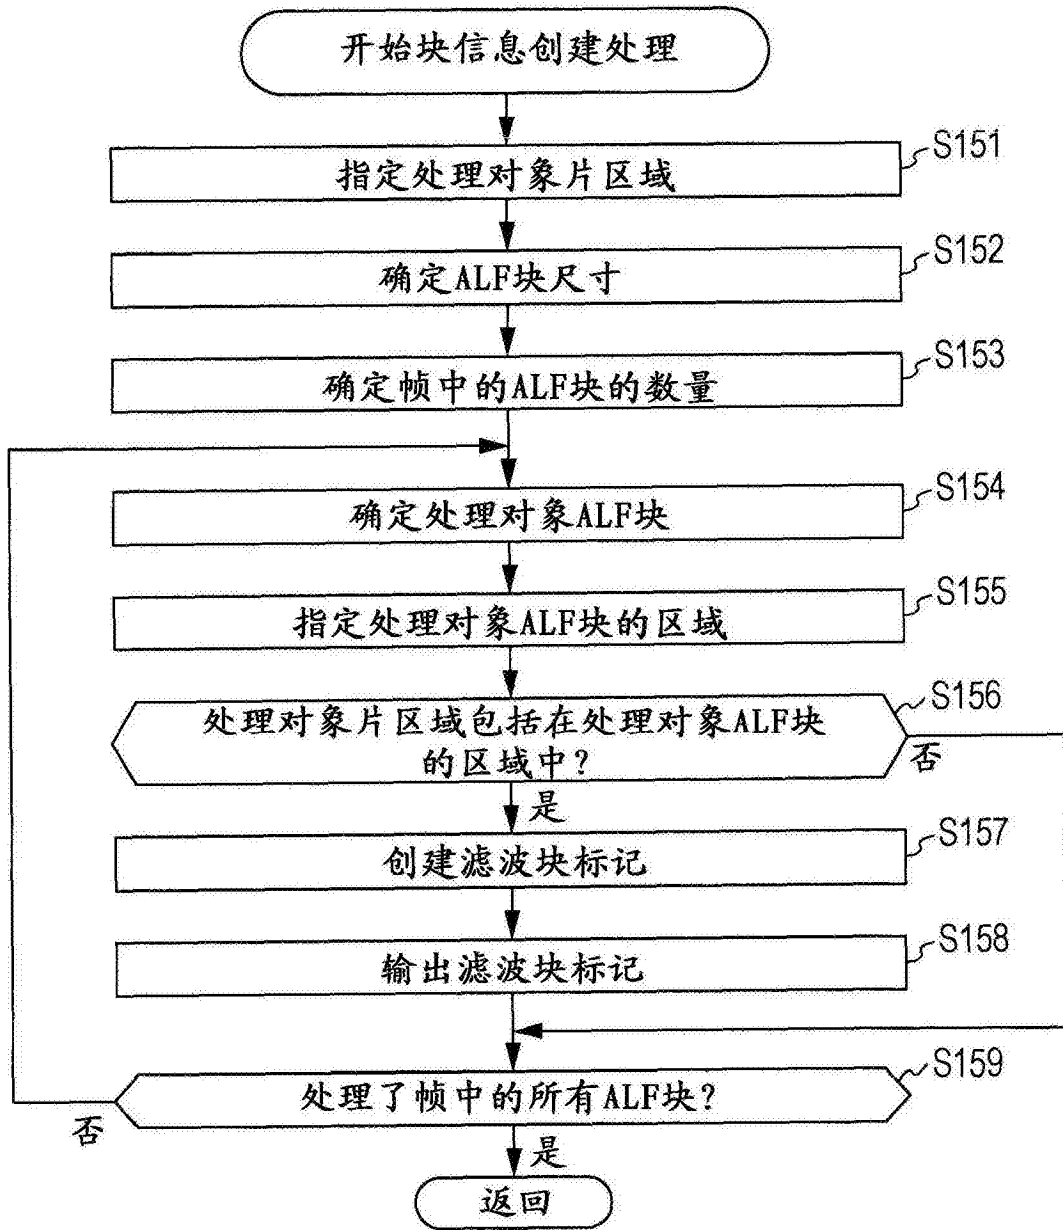 开始块信息创建处理
S151
指定处理对象片区域
S152
确定ALF块尺寸
S153
确定帧中的ALF块的数量
S154
确定处理对象ALF块
S155
指定处理对象ALF块的区域
S156
处理对象片区域包括在处理对象ALF块
的区域中?
否
是
S157
创建滤波块标记
S158
输出滤波块标记
S159
处理了帧中的所有ALF块?
否
是
返回